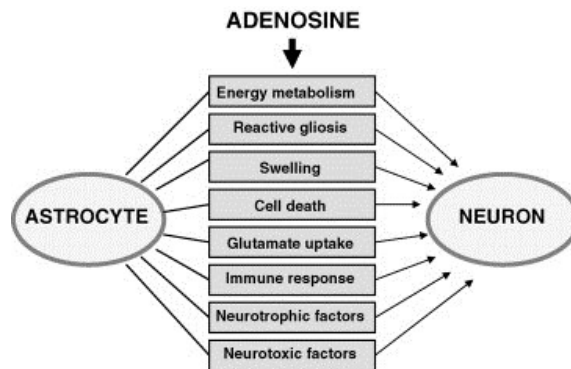 ADENOSINE
Energy metabolism
Reactive gliosis
Swelling
ASTROCYTE
Cell death
NEURON
Glutamate uptake
Immune response
Neurotrophic factors
Neurotoxic factors